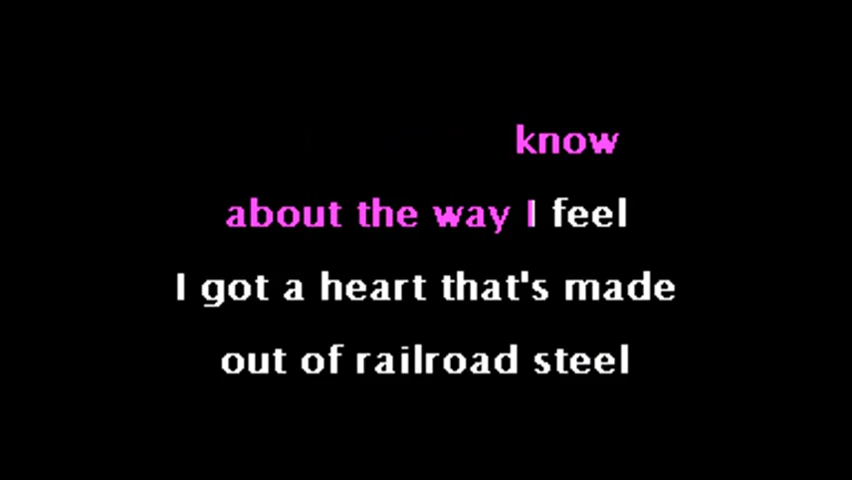 know
about the way I feel
I got a heart that's made
out of railroad steel